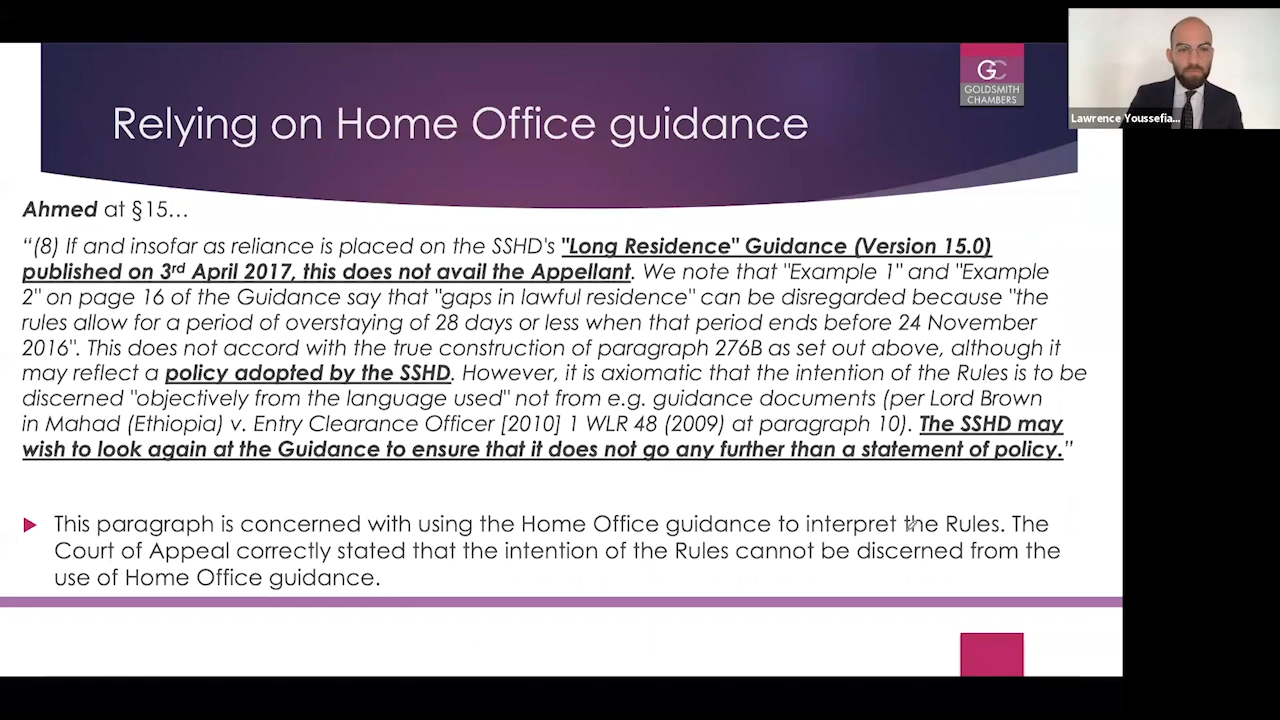 Relying on Home Office guidance
GC
GOLDSMITH
CHAMBERS
Lawrence Youssefia...
Ahmed at §15…
“(8) If and insofar as reliance is placed on the SSHD's "Long Residence" Guidance (Version 15.0)
published on 3rd April 2017, this does not avail the Appellant. We note that "Example 1" and "Example
2" on page 16 of the Guidance say that "gaps in lawful residence" can be disregarded because "the
rules allow for a period of overstaying of 28 days or less when that period ends before 24 November
2016". This does not accord with the true construction of paragraph 276B as set out above, although it
may reflect a policy adopted by the SSHD. However, it is axiomatic that the intention of the Rules is to be
discerned "objectively from the language used" not from e.g. guidance documents (per Lord Brown
in Mahad (Ethiopia) v. Entry Clearance Officer [2010] 1 WLR 48 (2009) at paragraph 10). The SSHD may
wish to look again at the Guidance to ensure that it does not go any further than a statement of policy.”
This paragraph is concerned with using the Home Office guidance to interpret the Rules. The
Court of Appeal correctly stated that the intention of the Rules cannot be discerned from the
use of Home Office guidance.